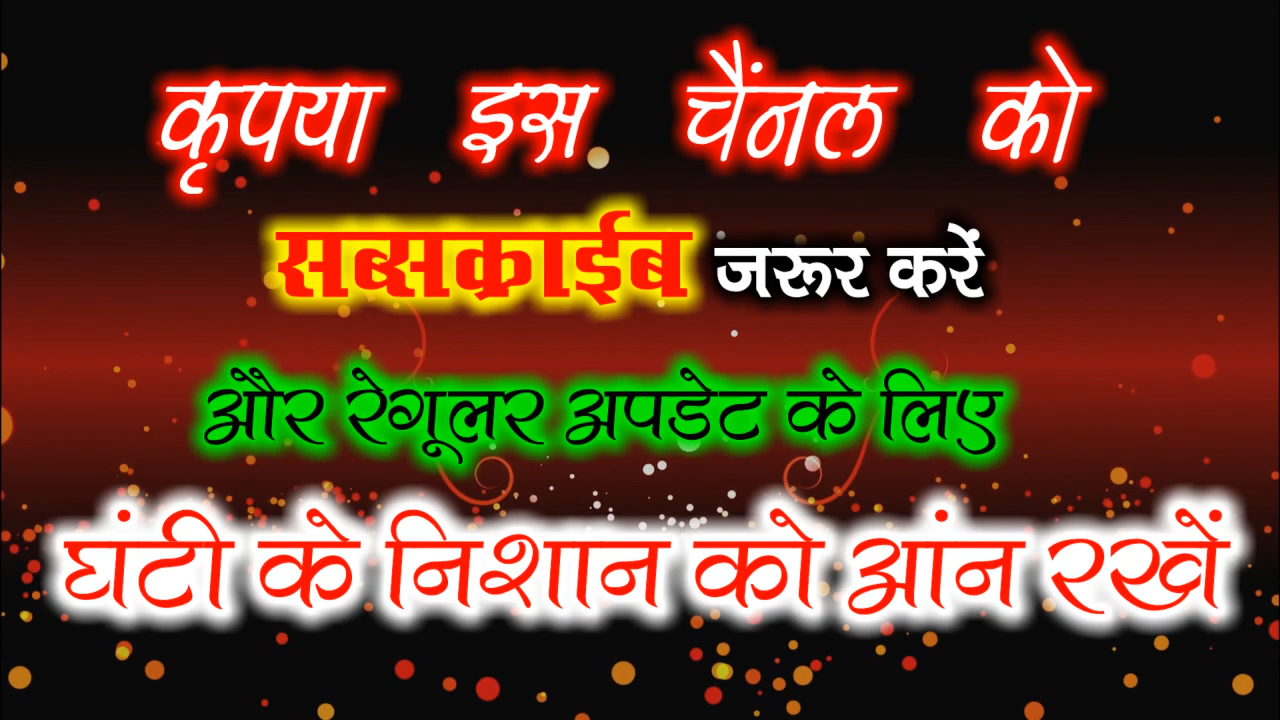 कृपया इस चैंनल को
सब्सक्राईब जरूर करें
और रेगूलर अपडेट के लिए
घंटी के निशान को आंन रखें